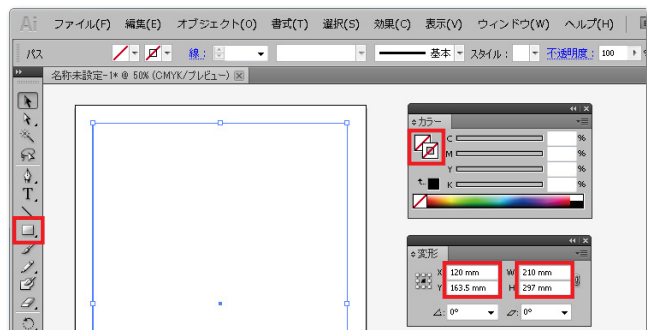 Ai ファイル(F) 編集(E) オブジェクト(O) 書式(T) 選択(S) 効果(C) 表示(V) ウィンドウ(W) ヘルプ(H)
パス 線: 基本 スタイル: 不透明度: 100
名称未設定-1* @ 50% (CMYK/プレビュー)
カラー
C %
M %
Y %
K %
T
変形
X: 120 mm W: 210 mm
Y: 163.5 mm H: 297 mm
0° 0°